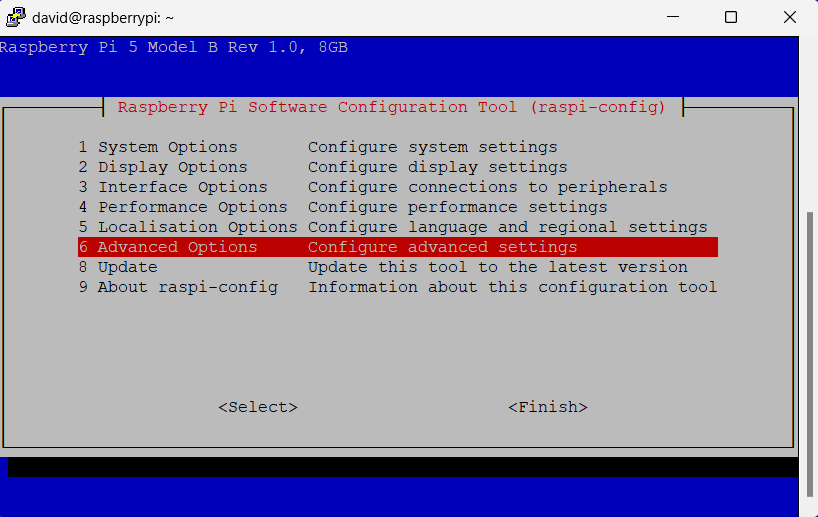 david@raspberrypi: ~
Raspberry Pi 5 Model B Rev 1.0, 8GB
Raspberry Pi Software Configuration Tool (raspi-config)
1 System Options Configure system settings
2 Display Options Configure display settings
3 Interface Options Configure connections to peripherals
4 Performance Options Configure performance settings
5 Localisation Options Configure language and regional settings
6 Advanced Options Configure advanced settings
8 Update Update this tool to the latest version
9 About raspi-config Information about this configuration tool
<Select> <Finish>